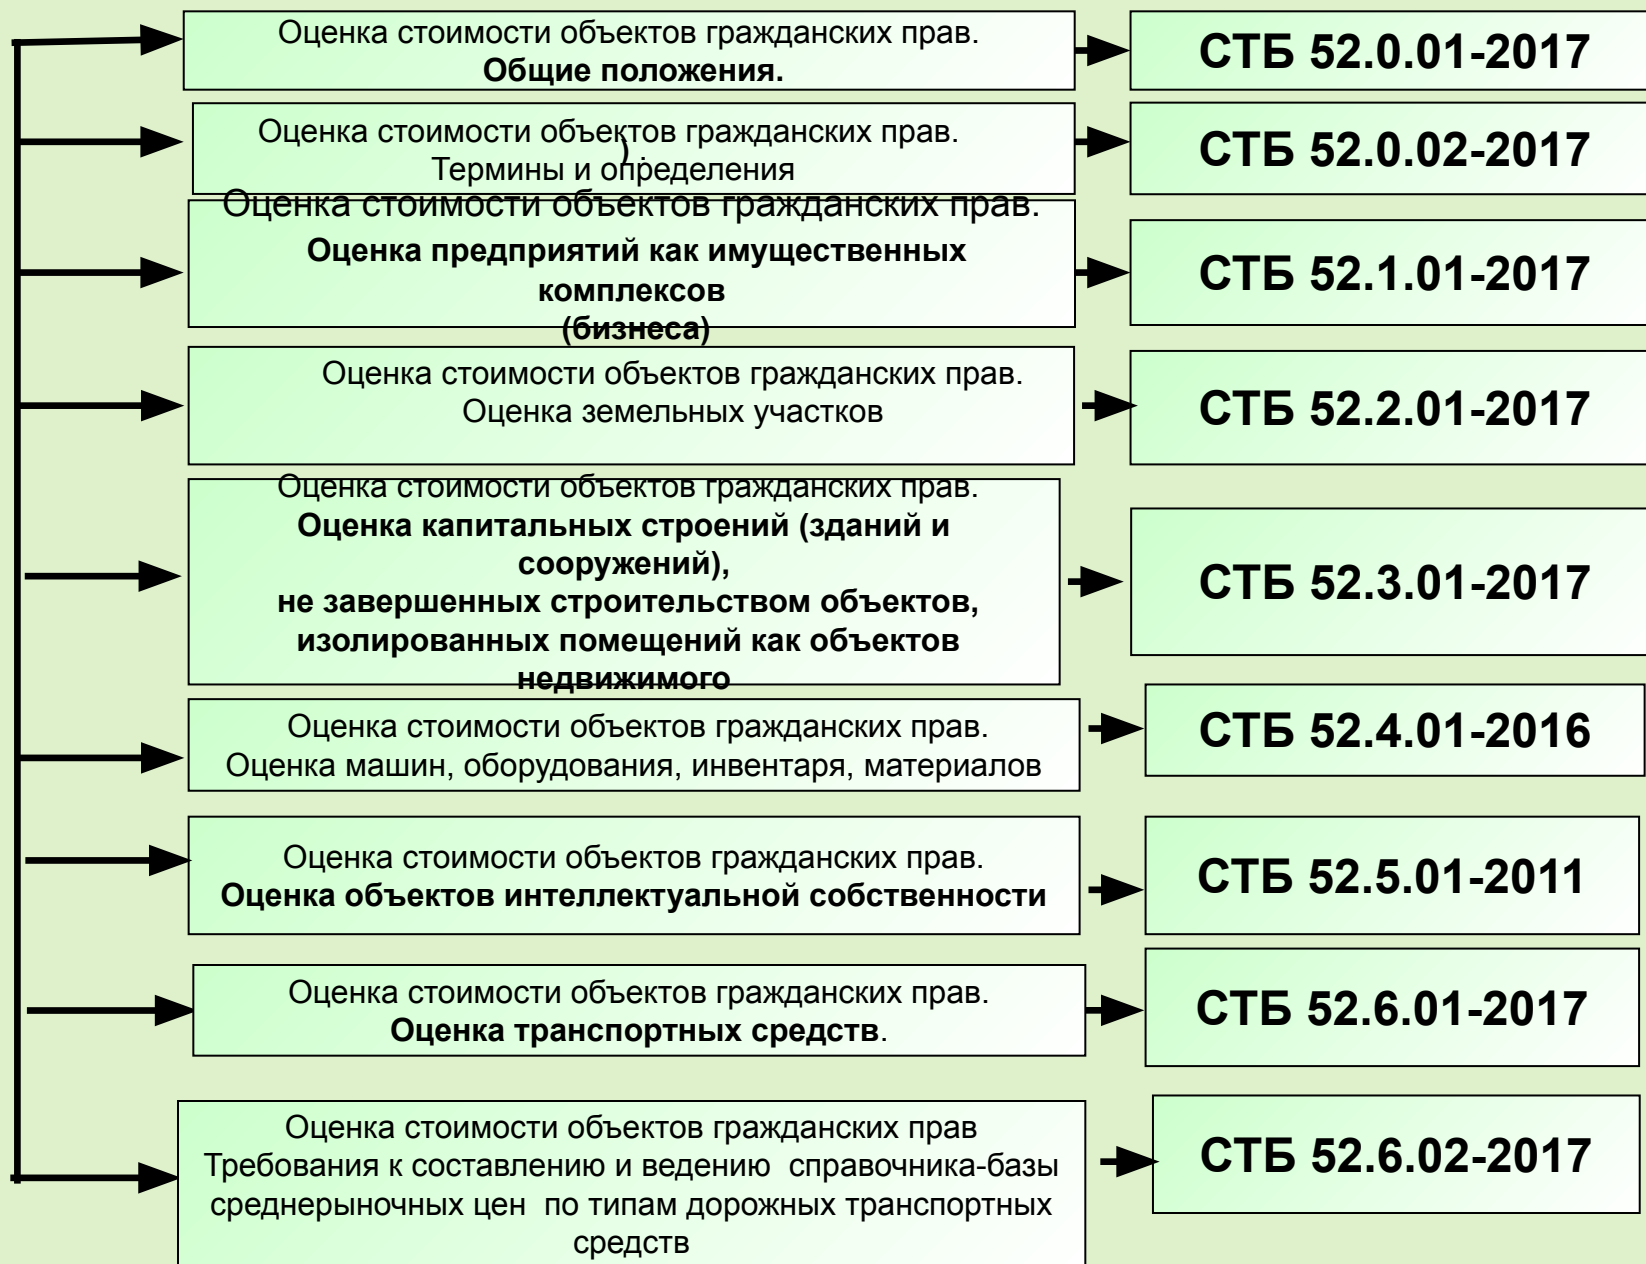 Оценка стоимости объектов гражданских прав.
Общие положения.
СТБ 52.0.01-2017
Оценка стоимости объектов гражданских прав.
) .
Термины и определения
СТБ 52.0.02-2017
Оценка стоимости объектов гражданских прав.
Оценка предприятий как имущественных
комплексов
(бизнеса)
СТБ 52.1.01-2017
Оценка стоимости объектов гражданских прав.
Оценка земельных участков
СТБ 52.2.01-2017
Оценка стоимости объектов гражданских прав.
Оценка капитальных строений (зданий и
сооружений),
не завершенных строительством объектов,
изолированных помещений как объектов
недвижимого
СТБ 52.3.01-2017
Оценка стоимости объектов гражданских прав.
Оценка машин, оборудования, инвентаря, материалов
СТБ 52.4.01-2016
Оценка стоимости объектов гражданских прав.
Оценка объектов интеллектуальной собственности
СТБ 52.5.01-2011
Оценка стоимости объектов гражданских прав.
Оценка транспортных средств.
СТБ 52.6.01-2017
Оценка стоимости объектов гражданских прав
Требования к составлению и ведению справочника-базы
среднерыночных цен по типам дорожных транспортных
средств
СТБ 52.6.02-2017